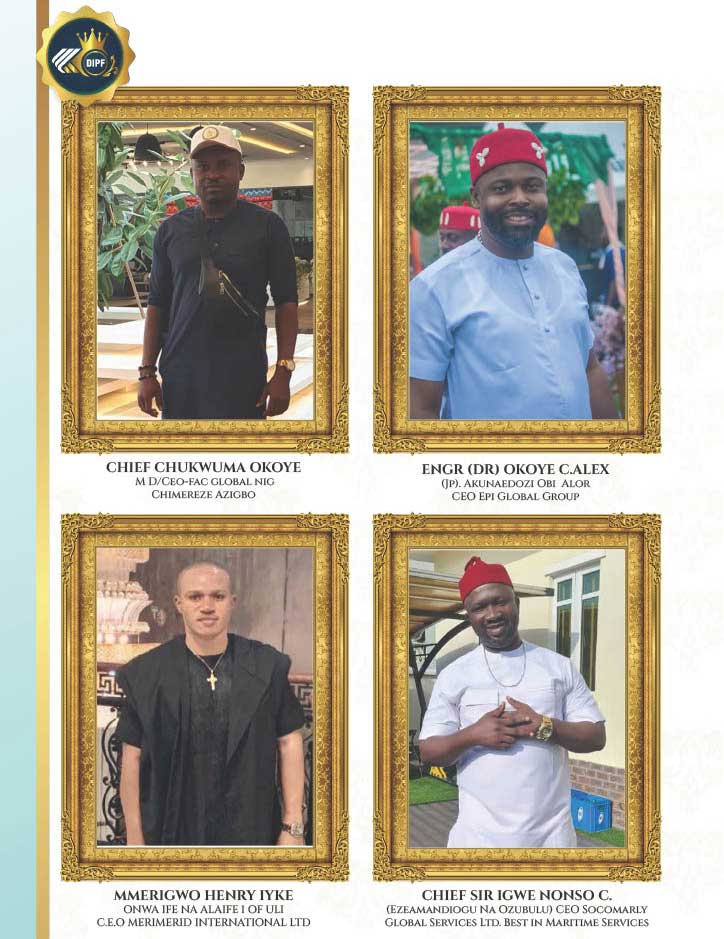 DIPF
CHIEF CHUKWUMA OKOYE
M D/CEO-FAC GLOBAL NIG
CHIMEREZE AZIGBO
ENGR (DR) OKOYE C.ALEX
(JP). AKUNAEDOZI OBI ALOR
CEO EPI GLOBAL GROUP
MMERIGWO HENRY IYKE
ONWA IFE NA ALAIFE I OF ULI
C.E.O MERIMERID INTERNATIONAL LTD
CHIEF SIR IGWE NONSO C.
(EZEAMANDIOGU NA OZUBULU) CEO SOCOMARLY
GLOBAL SERVICES LTD. BEST IN MARITIME SERVICES